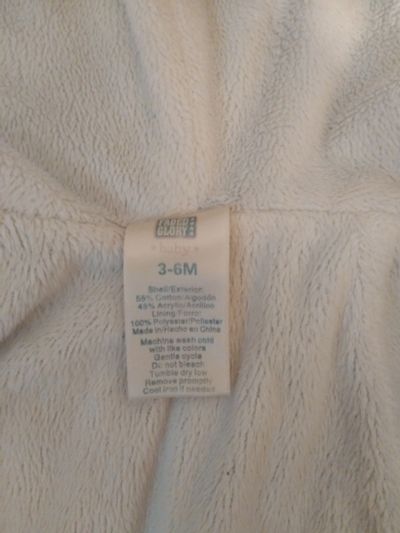 FADED
GLORY
baby
3-6M
Shell/Exterior:
55% Cotton/Algodón
45% Acrylic/Acrílico
Lining/Forro:
100% Polyester/Poliester
Made in/Hecho en China
Machine wash cold
with like colors
Gentle cycle
Do not bleach
Tumble dry low
Remove promptly
Cool iron if needed